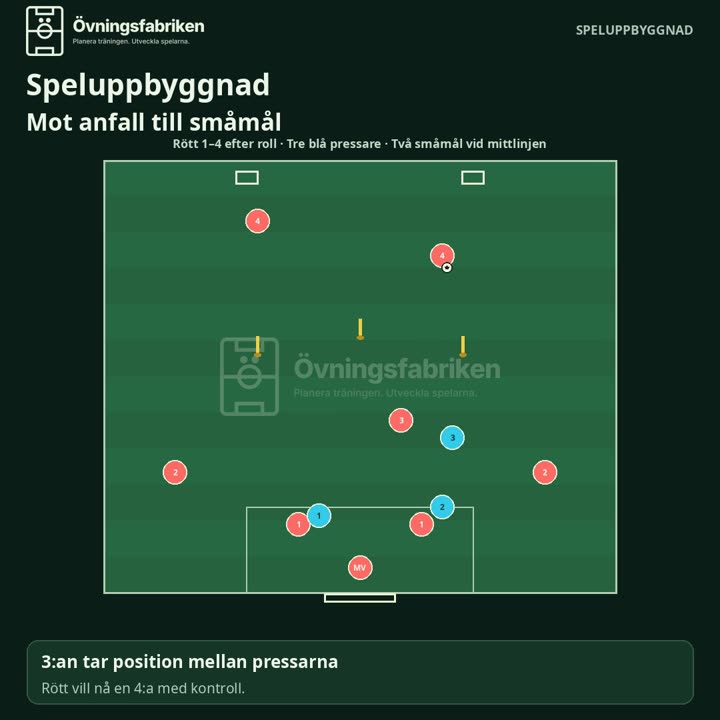 Övningsfabriken
Planera träningen. Utveckla spelarna.
SPELUPPBYGGNAD
Speluppbyggnad
Mot anfall till småmål
Rött 1–4 efter roll · Tre blå pressare · Två småmål vid mittlinjen
4
4
Övningsfabriken
Planera träningen. Utveckla spelarna.
3
3
2
2
1
2
1
1
MV
3:an tar position mellan pressarna
Rött vill nå en 4:a med kontroll.